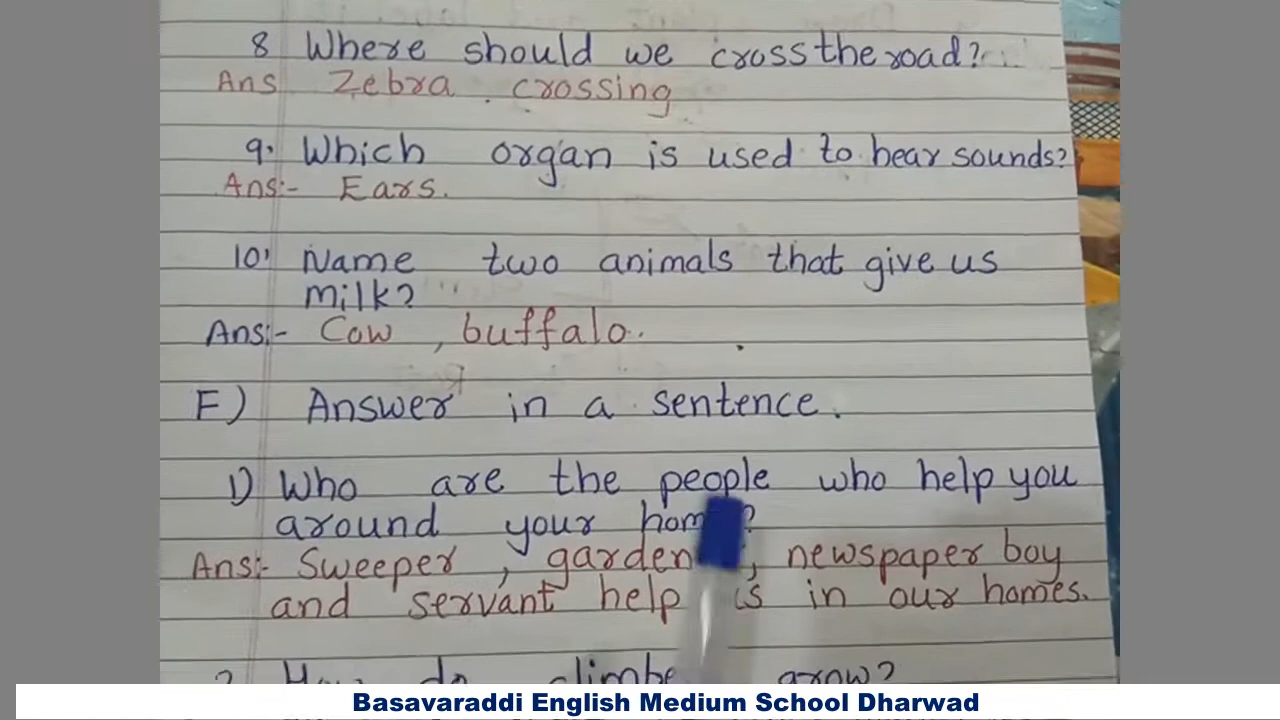 8 Where should we cross the road?
Ans Zebra crossing
9. Which organ is used to hear sounds?
Ans:- Ears.
10. Name two animals that give us
milk?
Ans:- Cow, buffalo.
F) Answer in a sentence.
1) Who are the people who help you
around your
Ans:- Sweeper, newspaper boy
and servant help in our homes.
do
Basavaraddi English Medium School Dharwad